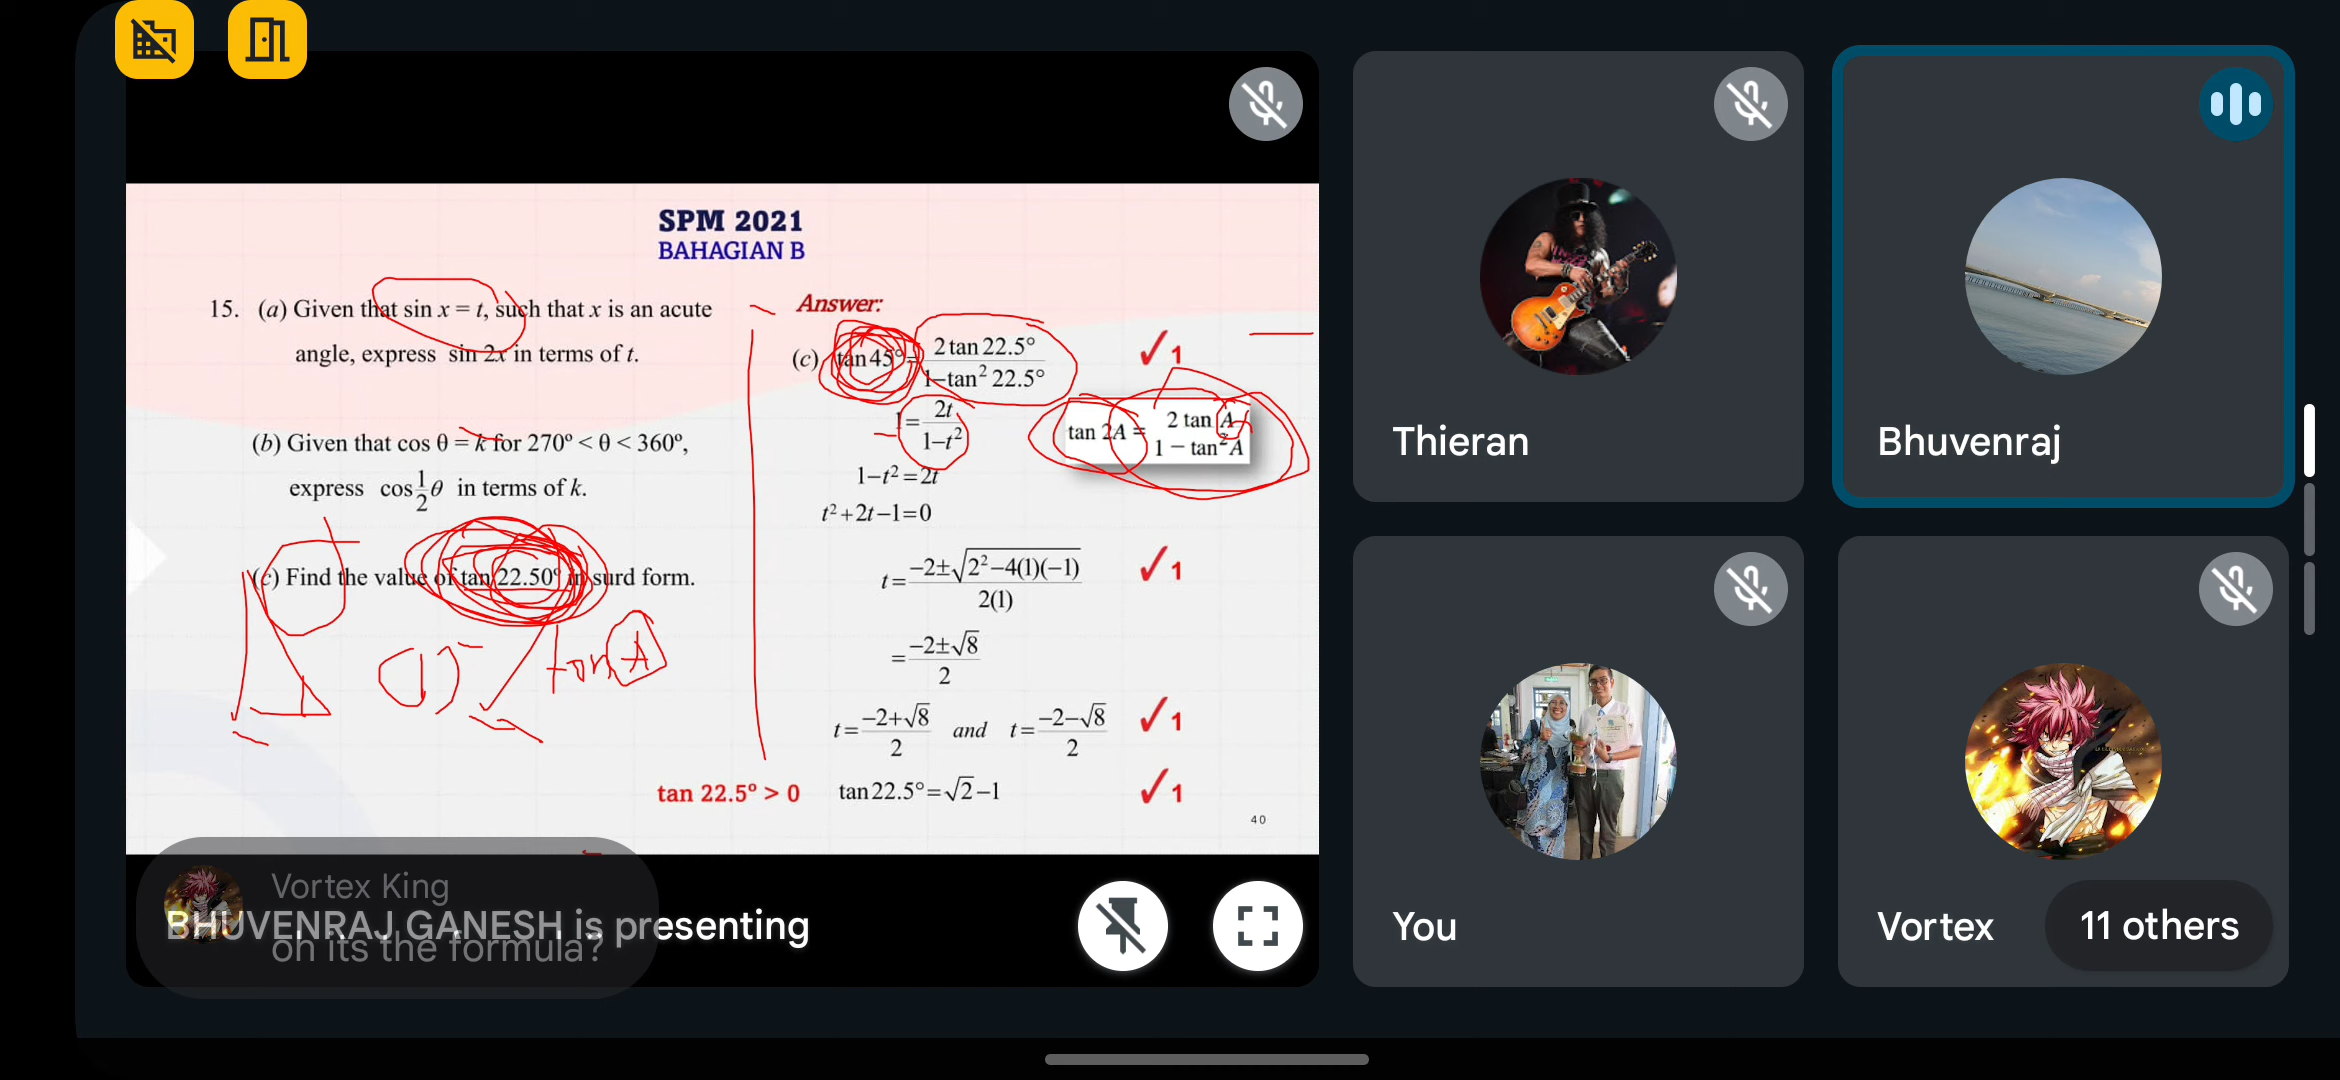 SPM 2021
BAHAGIAN B
15. (a) Given that sin x = t, such that x is an acute
angle, express sin 2x in terms of t.
(b) Given that cos θ = k for 270° < θ < 360°,
express cos 1/2 θ in terms of k.
(c) Find the value of tan 22.50° in surd form.
tan A
Answer:
(c) tan 45° = 2 tan 22.5° / 1−tan² 22.5° ✓1
1 = 2t / 1−t²
tan 2A = 2 tan A / 1 − tan² A
1−t² = 2t
t² + 2t − 1 = 0
t = −2±√2²−4(1)(−1) / 2(1) ✓1
= −2±√8 / 2
t = −2+√8 / 2 and t = −2−√8 / 2 ✓1
tan 22.5° > 0 tan 22.5° = √2 − 1 ✓1
40
Vortex King
oh its the formula?
BHUVENRAJ GANESH is presenting
Thieran
Bhuvenraj
You
Vortex
11 others